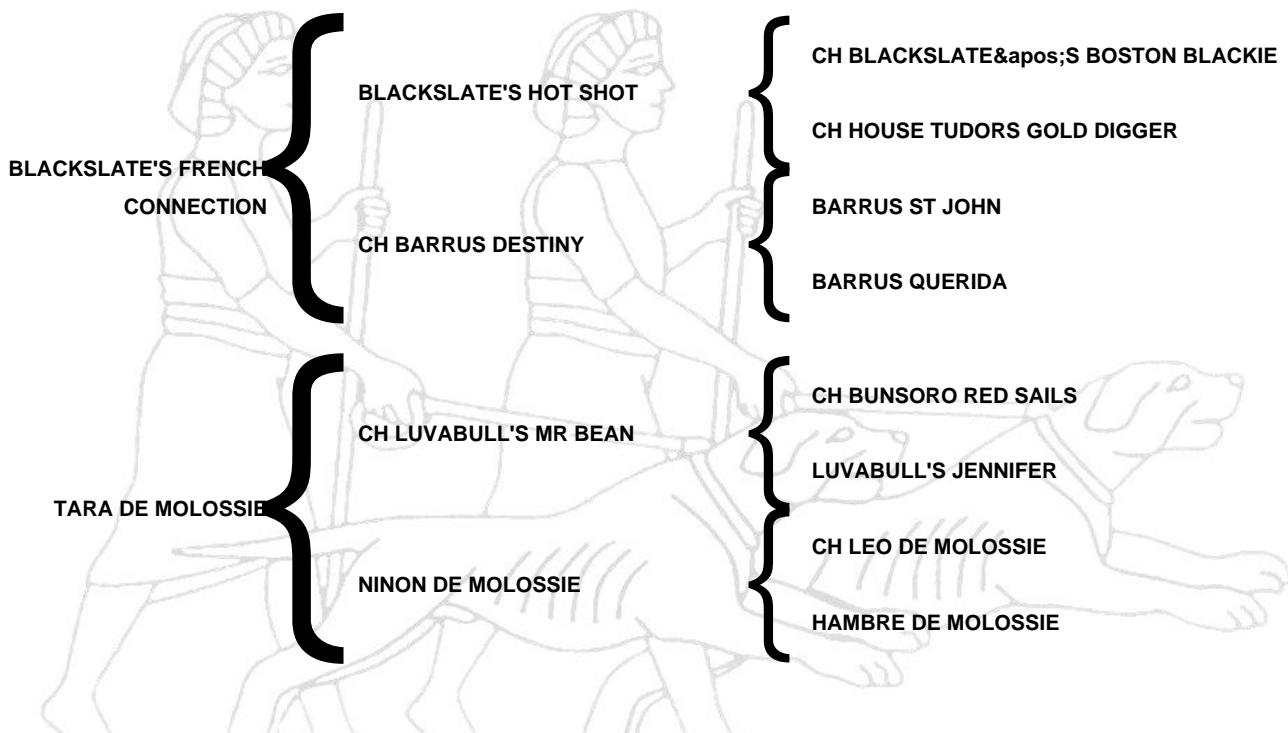 CH BLACKSLATE&apos;S BOSTON BLACKIE
BLACKSLATE'S HOT SHOT
CH HOUSE TUDORS GOLD DIGGER
BLACKSLATE'S FRENCH
CONNECTION
BARRUS ST JOHN
CH BARRUS DESTINY
BARRUS QUERIDA
CH BUNSORO RED SAILS
CH LUVABULL'S MR BEAN
LUVABULL'S JENNIFER
TARA DE MOLOSSIE
CH LEO DE MOLOSSIE
NINON DE MOLOSSIE
HAMBRE DE MOLOSSIE